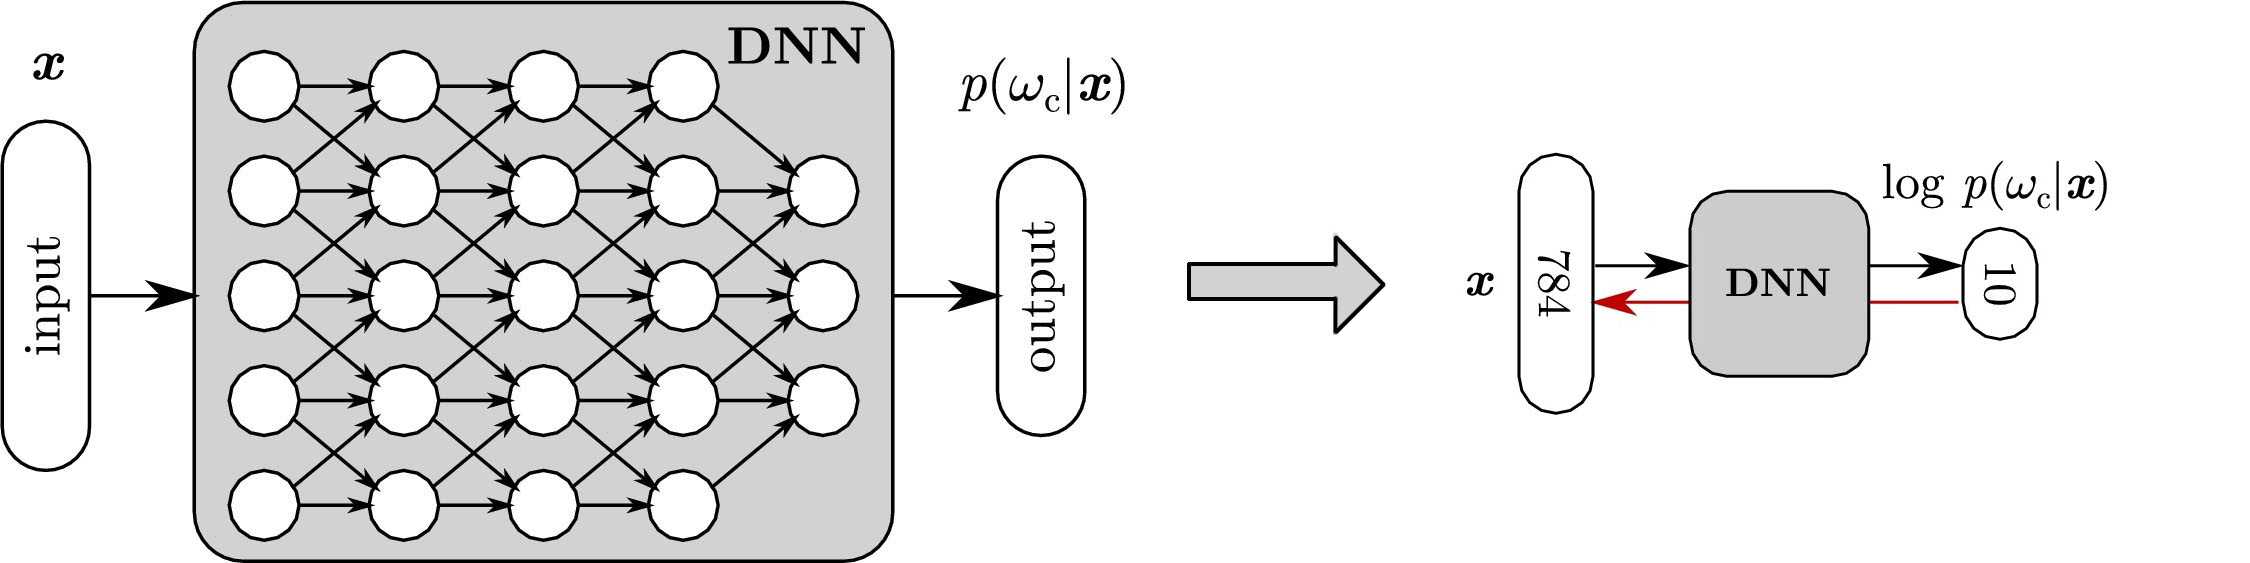 x
input
DNN
p(ω_c|x)
output
x
784
DNN
log p(ω_c|x)
10